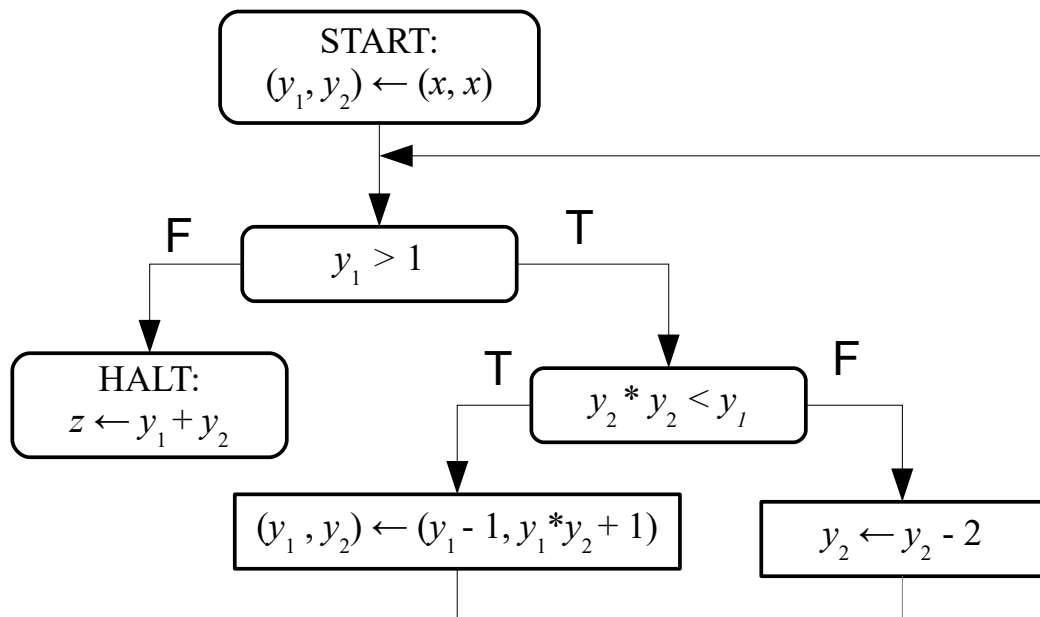 START:
(y₁, y₂) ← (x, x)
F
T
y₁ > 1
HALT:
z ← y₁ + y₂
T
F
y₂ * y₂ < y₁
(y₁ , y₂) ← (y₁ - 1, y₁*y₂ + 1)
y₂ ← y₂ - 2